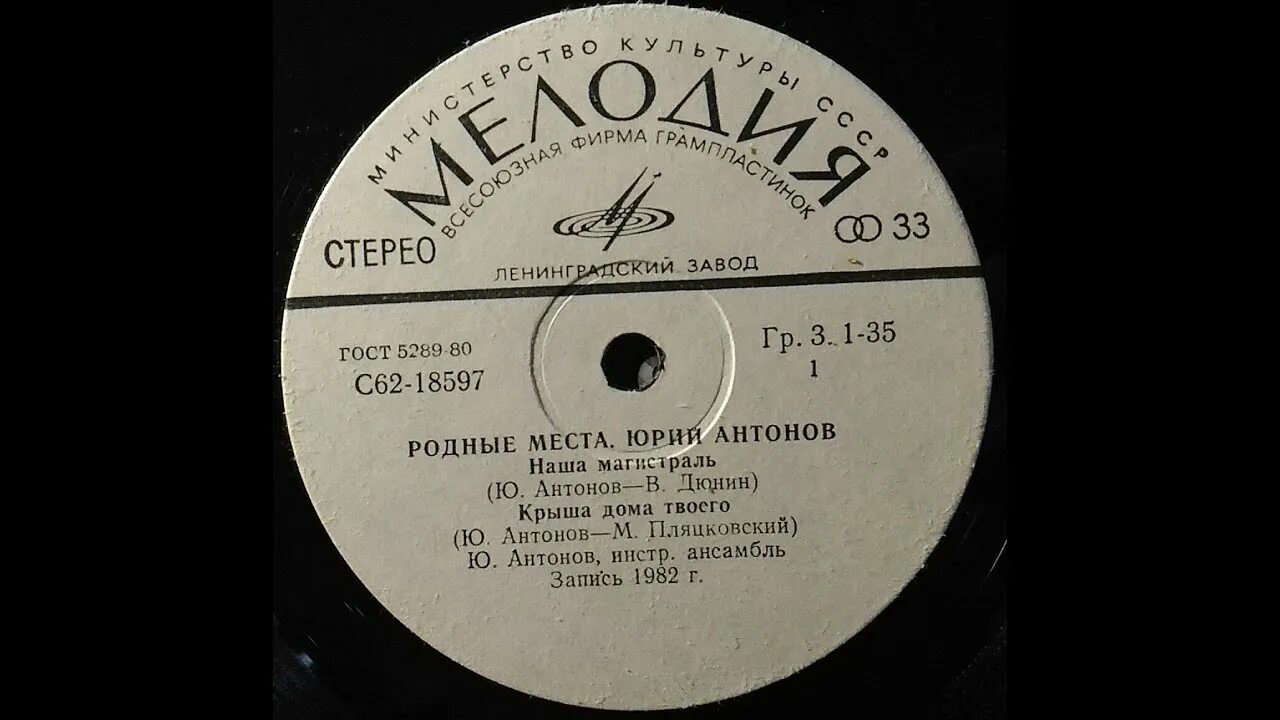 МИНИСТЕРСТВО КУЛЬТУРЫ СССР
МЕЛОДИЯ
ВСЕСОЮЗНАЯ ФИРМА ГРАМПЛАСТИНОК
СТЕРЕО
33
ЛЕНИНГРАДСКИЙ ЗАВОД
ГОСТ 5289-80
Гр. 3. 1-35
С62-18597
1
РОДНЫЕ МЕСТА. ЮРИЙ АНТОНОВ
Наша магистраль
(Ю. Антонов—В. Дюнин)
Крыша дома твоего
(Ю. Антонов—М. Пляцковский)
Ю. Антонов, инстр. ансамбль
Запись 1982 г.